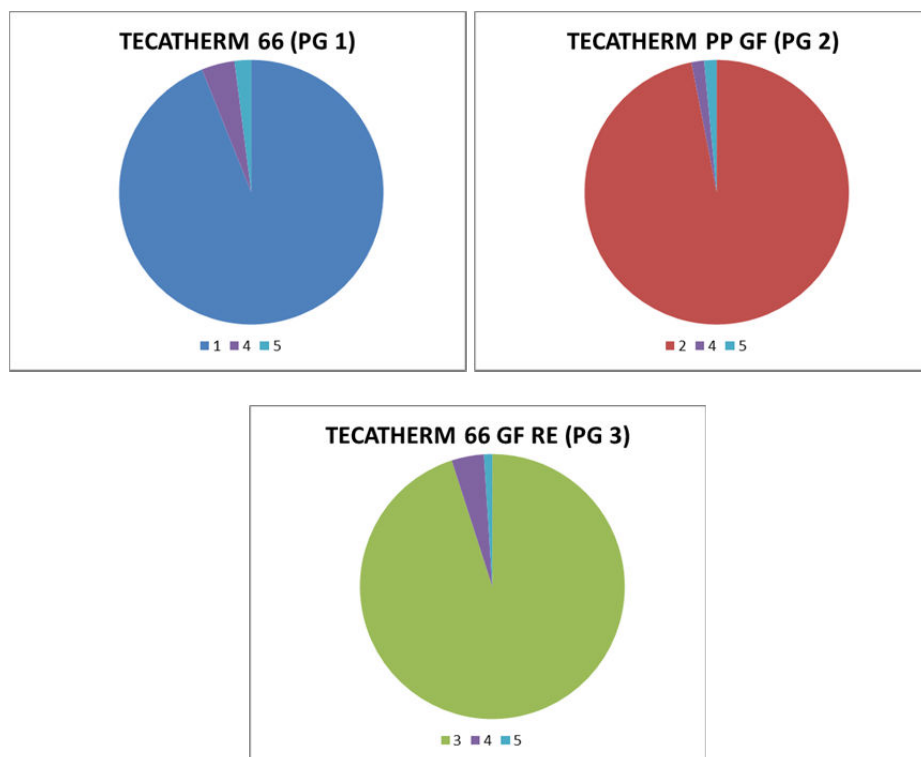 TECATHERM 66 (PG 1)
1 4 5
TECATHERM PP GF (PG 2)
2 4 5
TECATHERM 66 GF RE (PG 3)
3 4 5